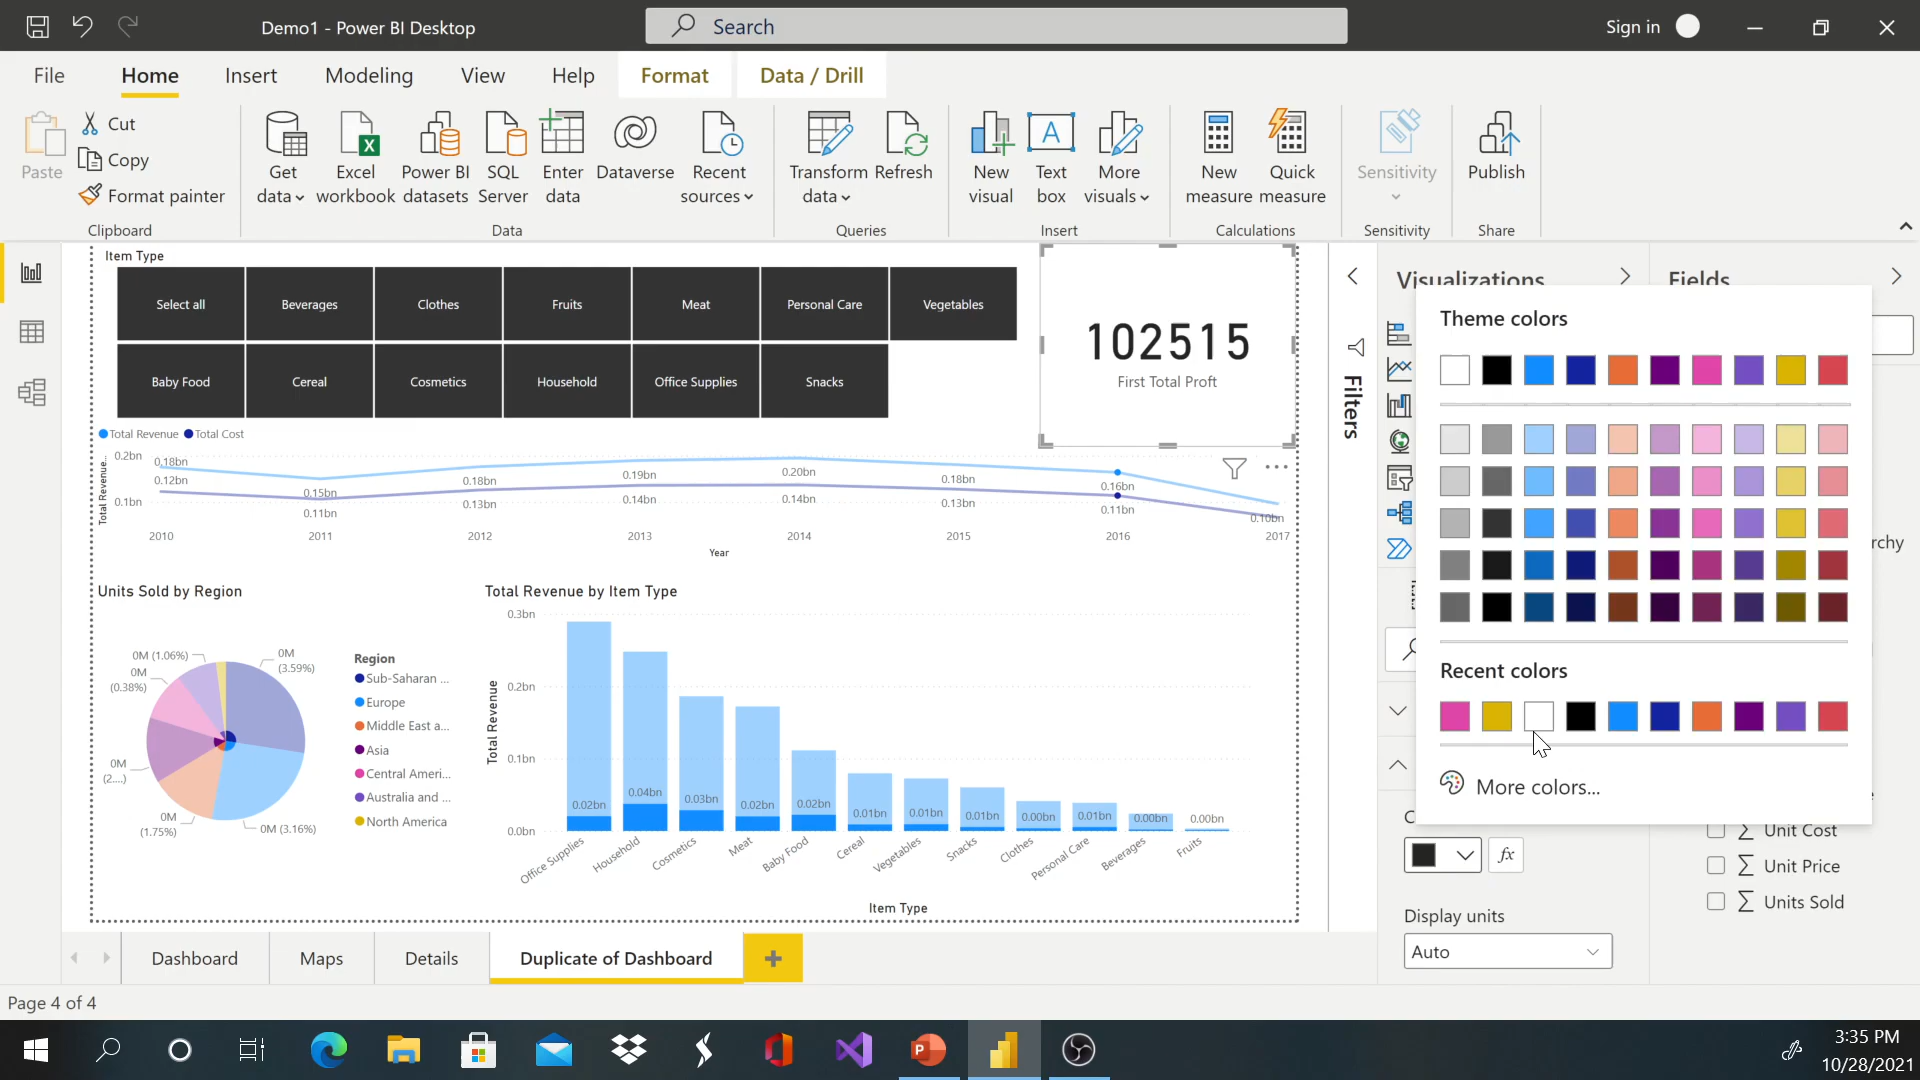 Demo1 - Power BI Desktop
Search
Sign in
File
Home
Insert
Modeling
View
Help
Format
Data / Drill
Paste
Cut
Copy
Format painter
Clipboard
Get data
Excel workbook
Power BI datasets
SQL Server
Enter data
Dataverse
Recent sources
Data
Transform data
Refresh
Queries
New visual
Text box
More visuals
Insert
New measure
Quick measure
Calculations
Sensitivity
Sensitivity
Publish
Share
Item Type
Select all
Beverages
Clothes
Fruits
Meat
Personal Care
Vegetables
Baby Food
Cereal
Cosmetics
Household
Office Supplies
Snacks
102515
First Total Proft
Total Revenue
Total Cost
Total Revenue...
0.2bn
0.1bn
0.18bn
0.12bn
0.15bn
0.11bn
0.18bn
0.13bn
0.19bn
0.14bn
0.20bn
0.14bn
0.18bn
0.13bn
0.16bn
0.11bn
0.10bn
2010
2011
2012
2013
2014
2015
2016
2017
Year
Units Sold by Region
0M (1.06%)
0M
(0.38%)
0M
(2....)
0M
(1.75%)
0M (3.16%)
0M
(3.59%)
Region
Sub-Saharan ...
Europe
Middle East a...
Asia
Central Ameri...
Australia and ...
North America
Total Revenue by Item Type
Total Revenue
0.3bn
0.2bn
0.1bn
0.0bn
0.02bn
0.04bn
0.03bn
0.02bn
0.02bn
0.01bn
0.01bn
0.01bn
0.00bn
0.01bn
0.00bn
0.00bn
Office Supplies
Household
Cosmetics
Meat
Baby Food
Cereal
Vegetables
Snacks
Clothes
Personal Care
Beverages
Fruits
Item Type
Filters
Visualizations
Fields
Theme colors
Recent colors
More colors...
rchy
fx
Display units
Auto
Unit Cost
Unit Price
Units Sold
Dashboard
Maps
Details
Duplicate of Dashboard
Page 4 of 4
3:35 PM
10/28/2021